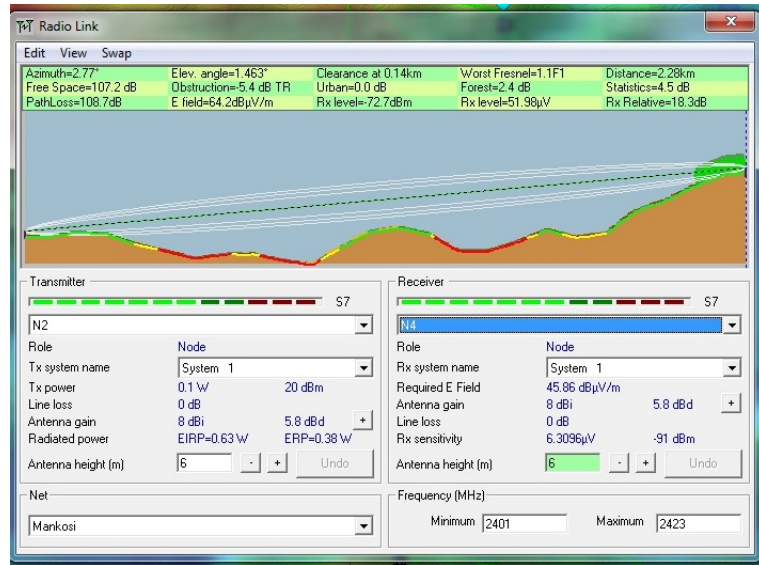 Radio Link
Edit View Swap
Azimuth=2.77° Elev. angle=1.463° Clearance at 0.14km Worst Fresnel=1.1F1 Distance=2.28km
Free Space=107.2 dB Obstruction=-5.4 dB TR Urban=0.0 dB Forest=2.4 dB Statistics=4.5 dB
PathLoss=108.7dB E field=64.2dBµV/m Rx level=-72.7dBm Rx level=51.98µV Rx Relative=18.3dB
Transmitter
S7
N2
Role Node
Tx system name System 1
Tx power 0.1 W 20 dBm
Line loss 0 dB
Antenna gain 8 dBi 5.8 dBd +
Radiated power EIRP=0.63 W ERP=0.38 W
Antenna height (m) 6 - + Undo
Receiver
S7
N4
Role Node
Rx system name System 1
Required E Field 45.86 dBµV/m
Antenna gain 8 dBi 5.8 dBd +
Line loss 0 dB
Rx sensitivity 6.3096µV -91 dBm
Antenna height (m) 6 - + Undo
Net
Mankosi
Frequency (MHz)
Minimum 2401 Maximum 2423